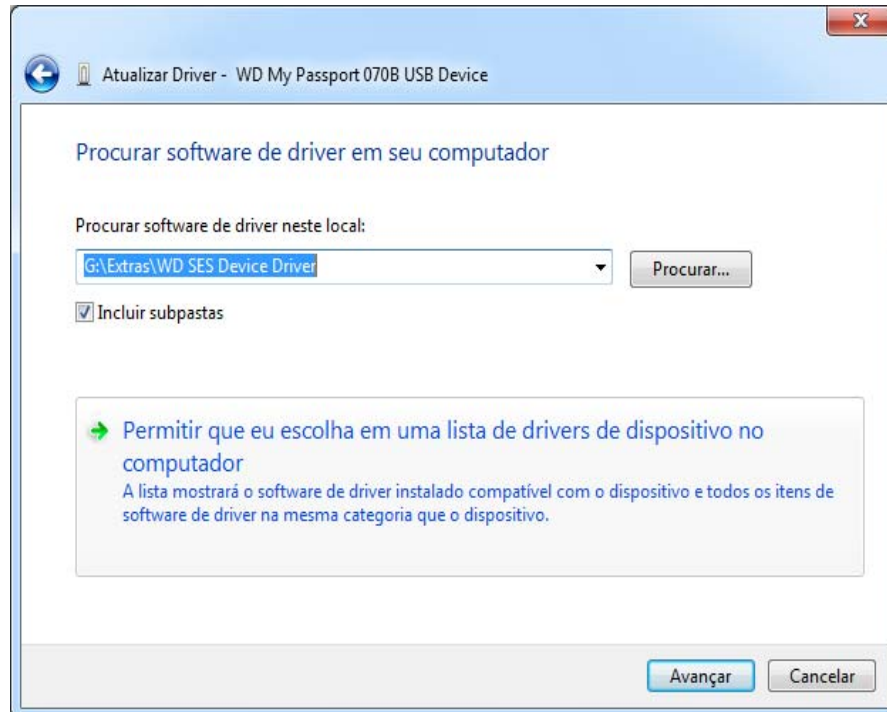 Atualizar Driver - WD My Passport 070B USB Device
Procurar software de driver em seu computador
Procurar software de driver neste local:
G:\Extras\WD SES Device Driver
Procurar...
Incluir subpastas
Permitir que eu escolha em uma lista de drivers de dispositivo no
computador
A lista mostrará o software de driver instalado compatível com o dispositivo e todos os itens de
software de driver na mesma categoria que o dispositivo.
Avançar
Cancelar